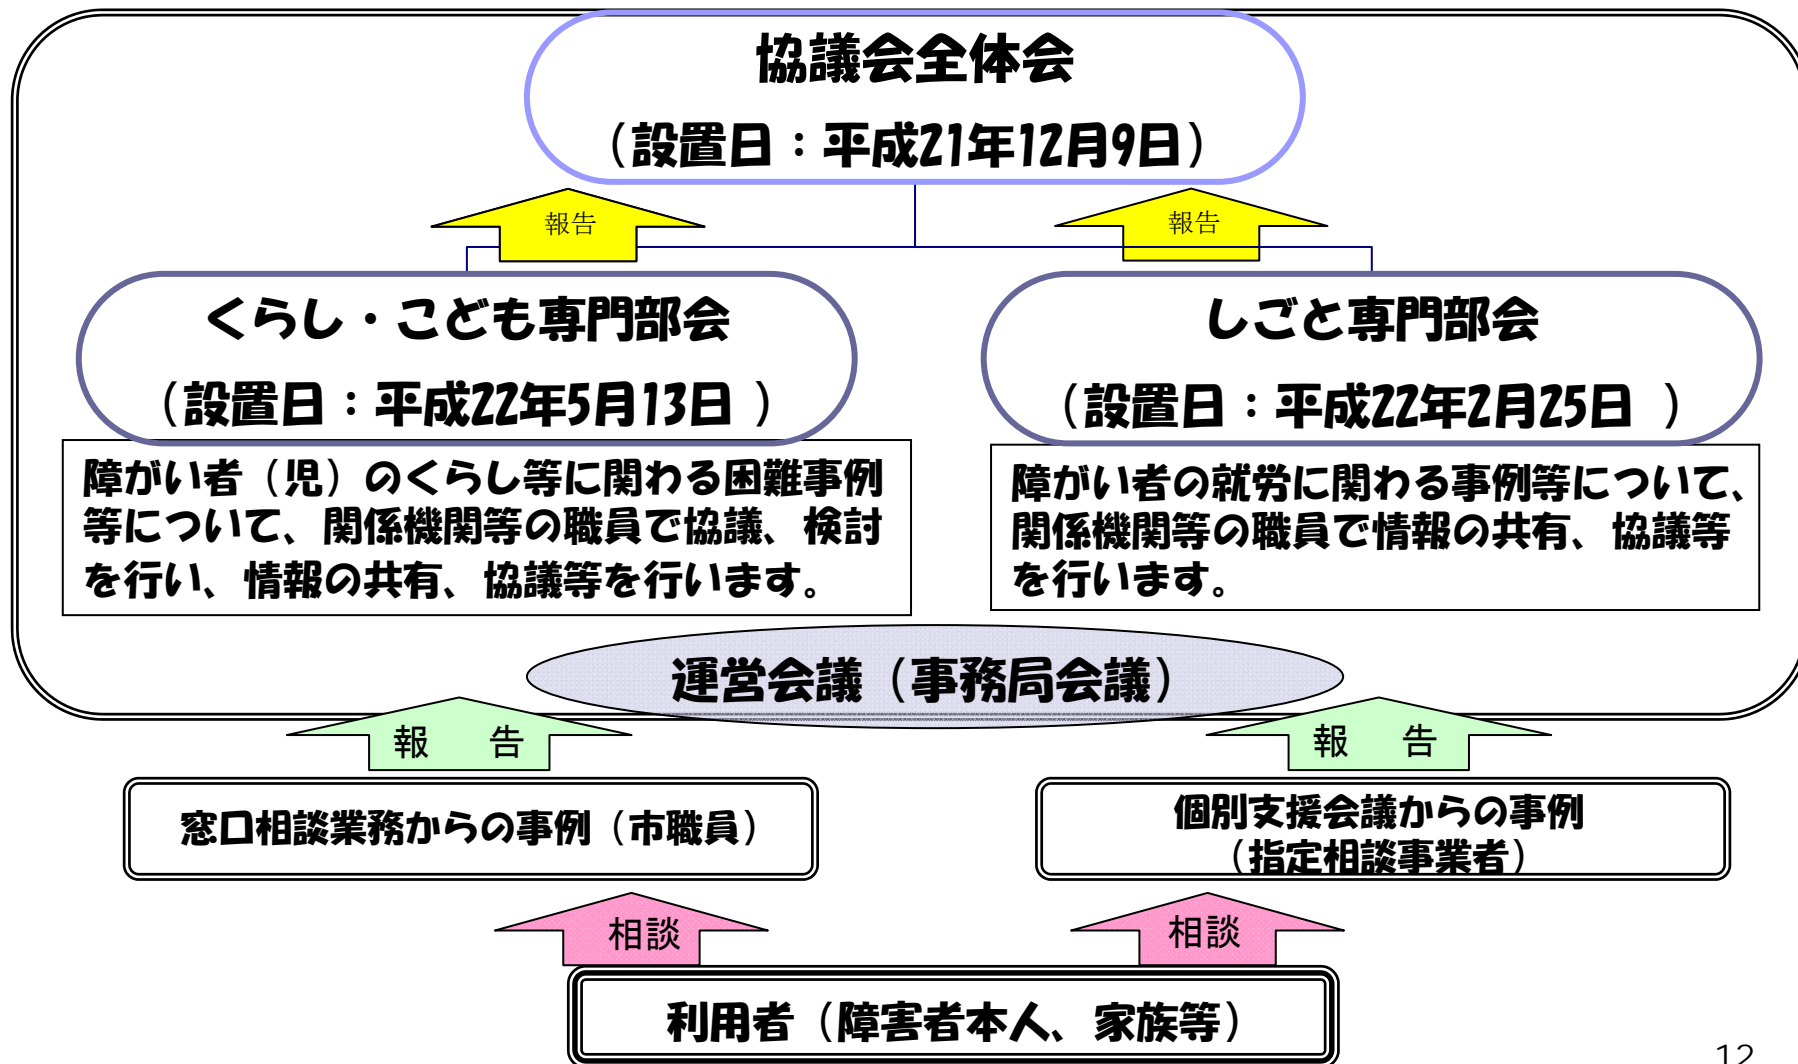 協議会全体会
（設置日：平成21年12月9日）
報告
報告
くらし・こども専門部会
（設置日：平成22年5月13日 ）
しごと専門部会
（設置日：平成22年2月25日 ）
障がい者（児）のくらし等に関わる困難事例
等について、関係機関等の職員で協議、検討
を行い、情報の共有、協議等を行います。
障がい者の就労に関わる事例等について、
関係機関等の職員で情報の共有、協議等
を行います。
運営会議（事務局会議）
報 告
報 告
窓口相談業務からの事例（市職員）
個別支援会議からの事例
（指定相談事業者）
相談
相談
利用者（障害者本人、家族等）
12